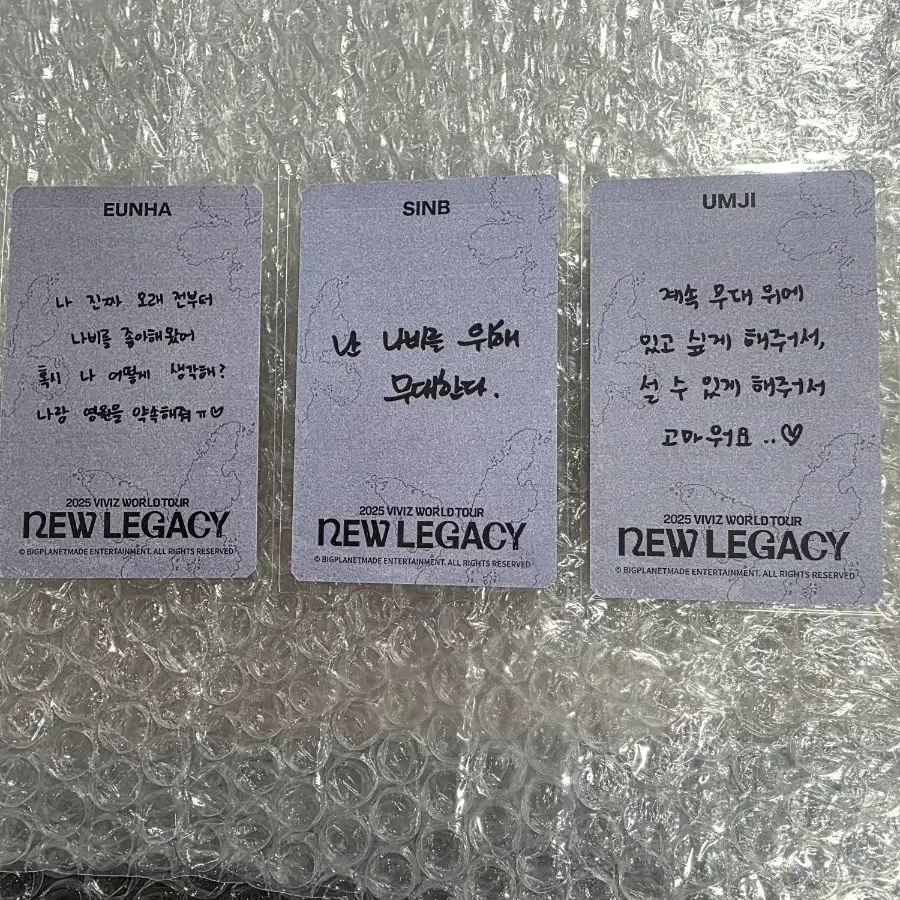 EUNHA
나 진짜 오래 전부터
나비를 좋아해왔어
혹시 나 어떻게 생각해?
나랑 영원을 약속해줘 ㅠ♡
2025 VIVIZ WORLD TOUR
NEW LEGACY
© BIGPLANETMADE ENTERTAINMENT. ALL RIGHTS RESERVED
SINB
난 나비를 위해
무대한다.
2025 VIVIZ WORLD TOUR
NEW LEGACY
© BIGPLANETMADE ENTERTAINMENT. ALL RIGHTS RESERVED
UMJI
계속 무대 위에
있고 싶게 해주어서,
설 수 있게 해주어서
고마워요..♡
2025 VIVIZ WORLD TOUR
NEW LEGACY
© BIGPLANETMADE ENTERTAINMENT. ALL RIGHTS RESERVED